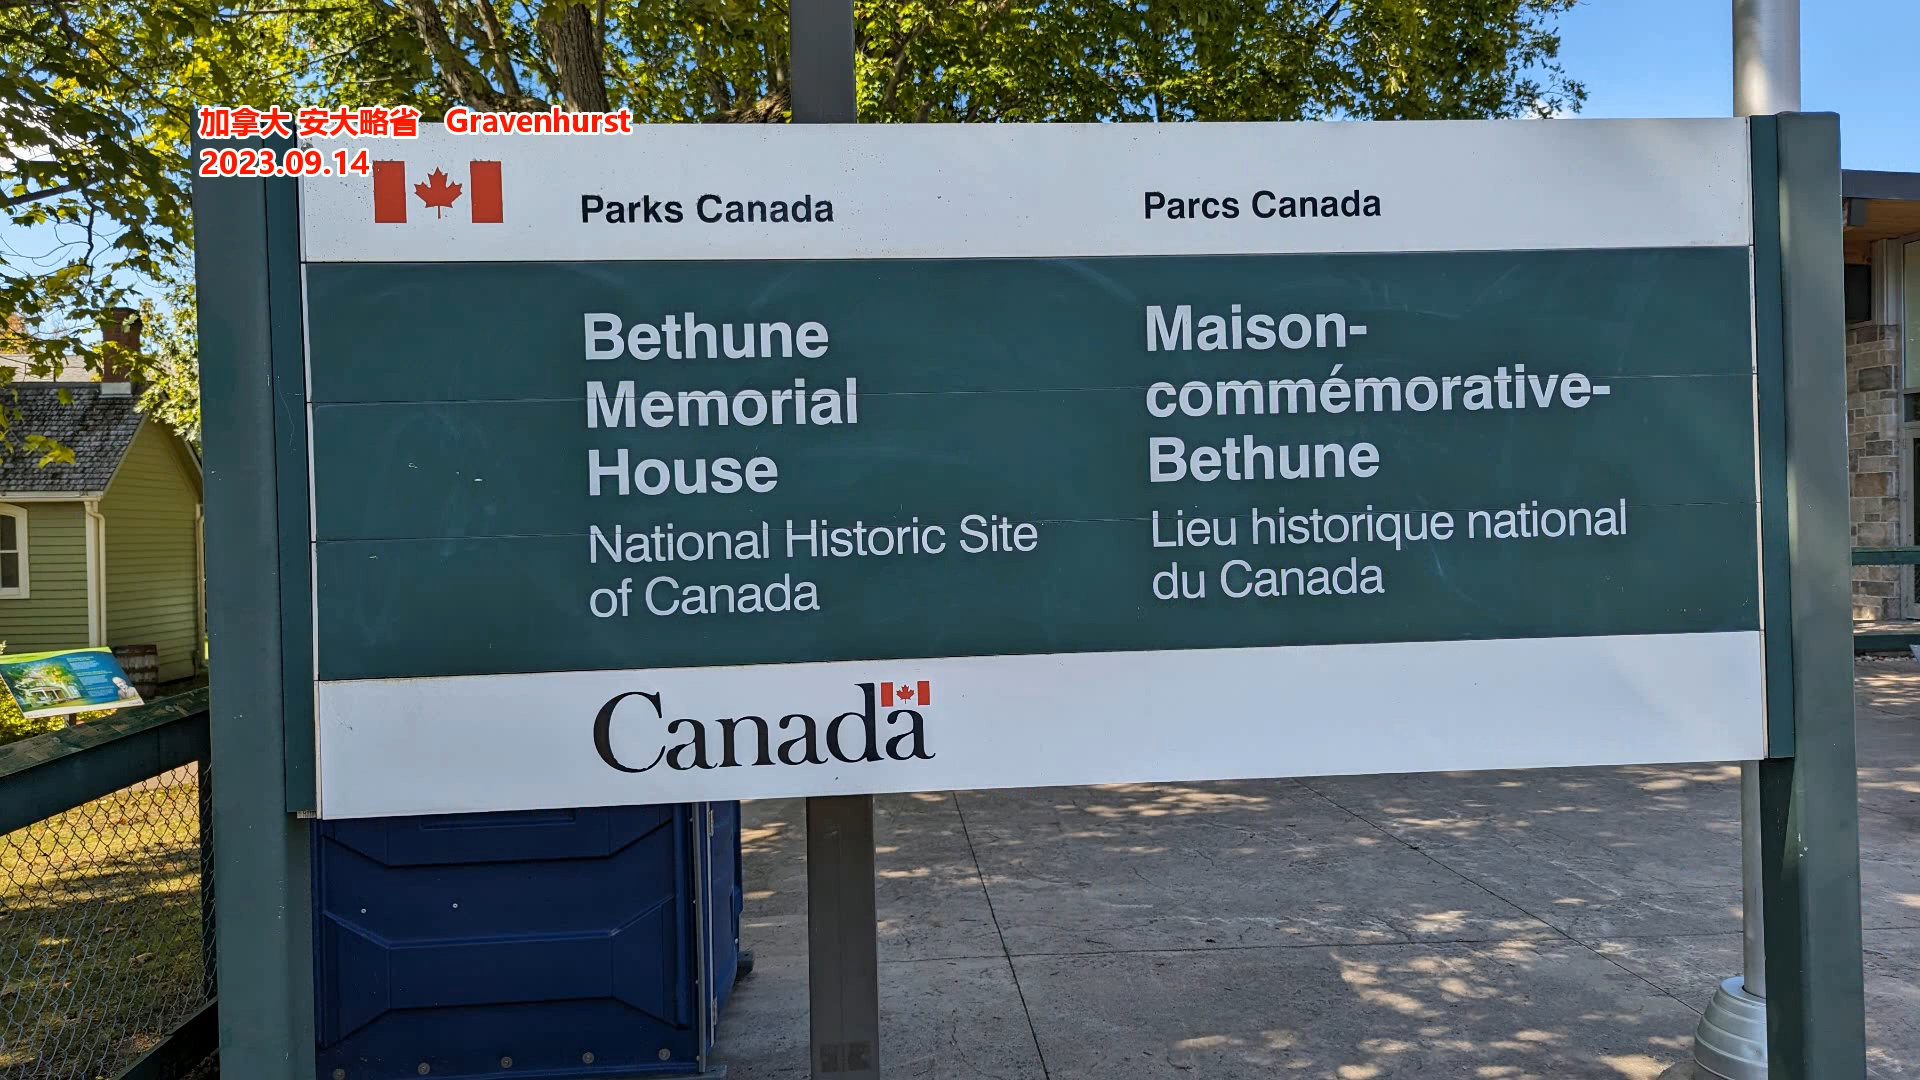 加拿大 安大略省 Gravenhurst
2023.09.14
Parks Canada
Parcs Canada
Bethune
Memorial
House
National Historic Site
of Canada
Maison-
commémorative-
Bethune
Lieu historique national
du Canada
Canada